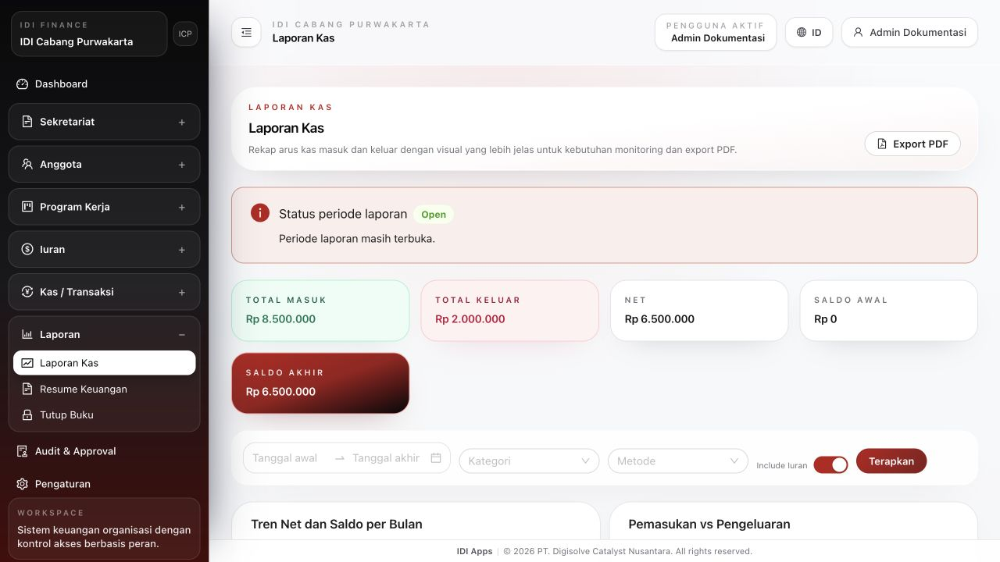 IDI FINANCE
IDI Cabang Purwakarta
ICP
Dashboard
Sekretariat +
Anggota +
Program Kerja +
Iuran +
Kas / Transaksi +
Laporan −
Laporan Kas
Resume Keuangan
Tutup Buku
Audit & Approval
Pengaturan
WORKSPACE
Sistem keuangan organisasi dengan
kontrol akses berbasis peran.
IDI CABANG PURWAKARTA
Laporan Kas
PENGGUNA AKTIF
Admin Dokumentasi
ID
Admin Dokumentasi
LAPORAN KAS
Laporan Kas
Rekap arus kas masuk dan keluar dengan visual yang lebih jelas untuk kebutuhan monitoring dan export PDF.
Export PDF
Status periode laporan Open
Periode laporan masih terbuka.
TOTAL MASUK
Rp 8.500.000
TOTAL KELUAR
Rp 2.000.000
NET
Rp 6.500.000
SALDO AWAL
Rp 0
SALDO AKHIR
Rp 6.500.000
Tanggal awal → Tanggal akhir
Kategori
Metode
Include Iuran
Terapkan
Tren Net dan Saldo per Bulan
Pemasukan vs Pengeluaran
IDI Apps | © 2026 PT. Digisolve Catalyst Nusantara. All rights reserved.